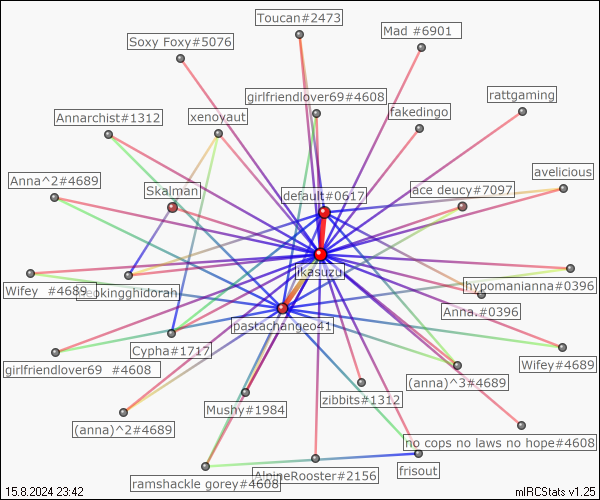 Toucan#2473
Mad #6901
Soxy Foxy#5076
girlfriendlover69#4608
rattgaming
fakedingo
Annarchist#1312
xenoyaut
avelicious
Anna^2#4689
Skalman
ace deucy#7097
default#0617
jikasuzu
Wifey #4689
hypomanianna#0396
Anna.#0396
pastachangeo41
Cypha#1717
girlfriendlover69 #4608
Wifey#4689
(anna)^3#4689
zibbits#1312
Mushy#1984
(anna)^2#4689
no cops no laws no hope#4608
AlpineRooster#2156
frisout
ramshackle gorey#4608
15.8.2024 23:42
mIRCStats v1.25